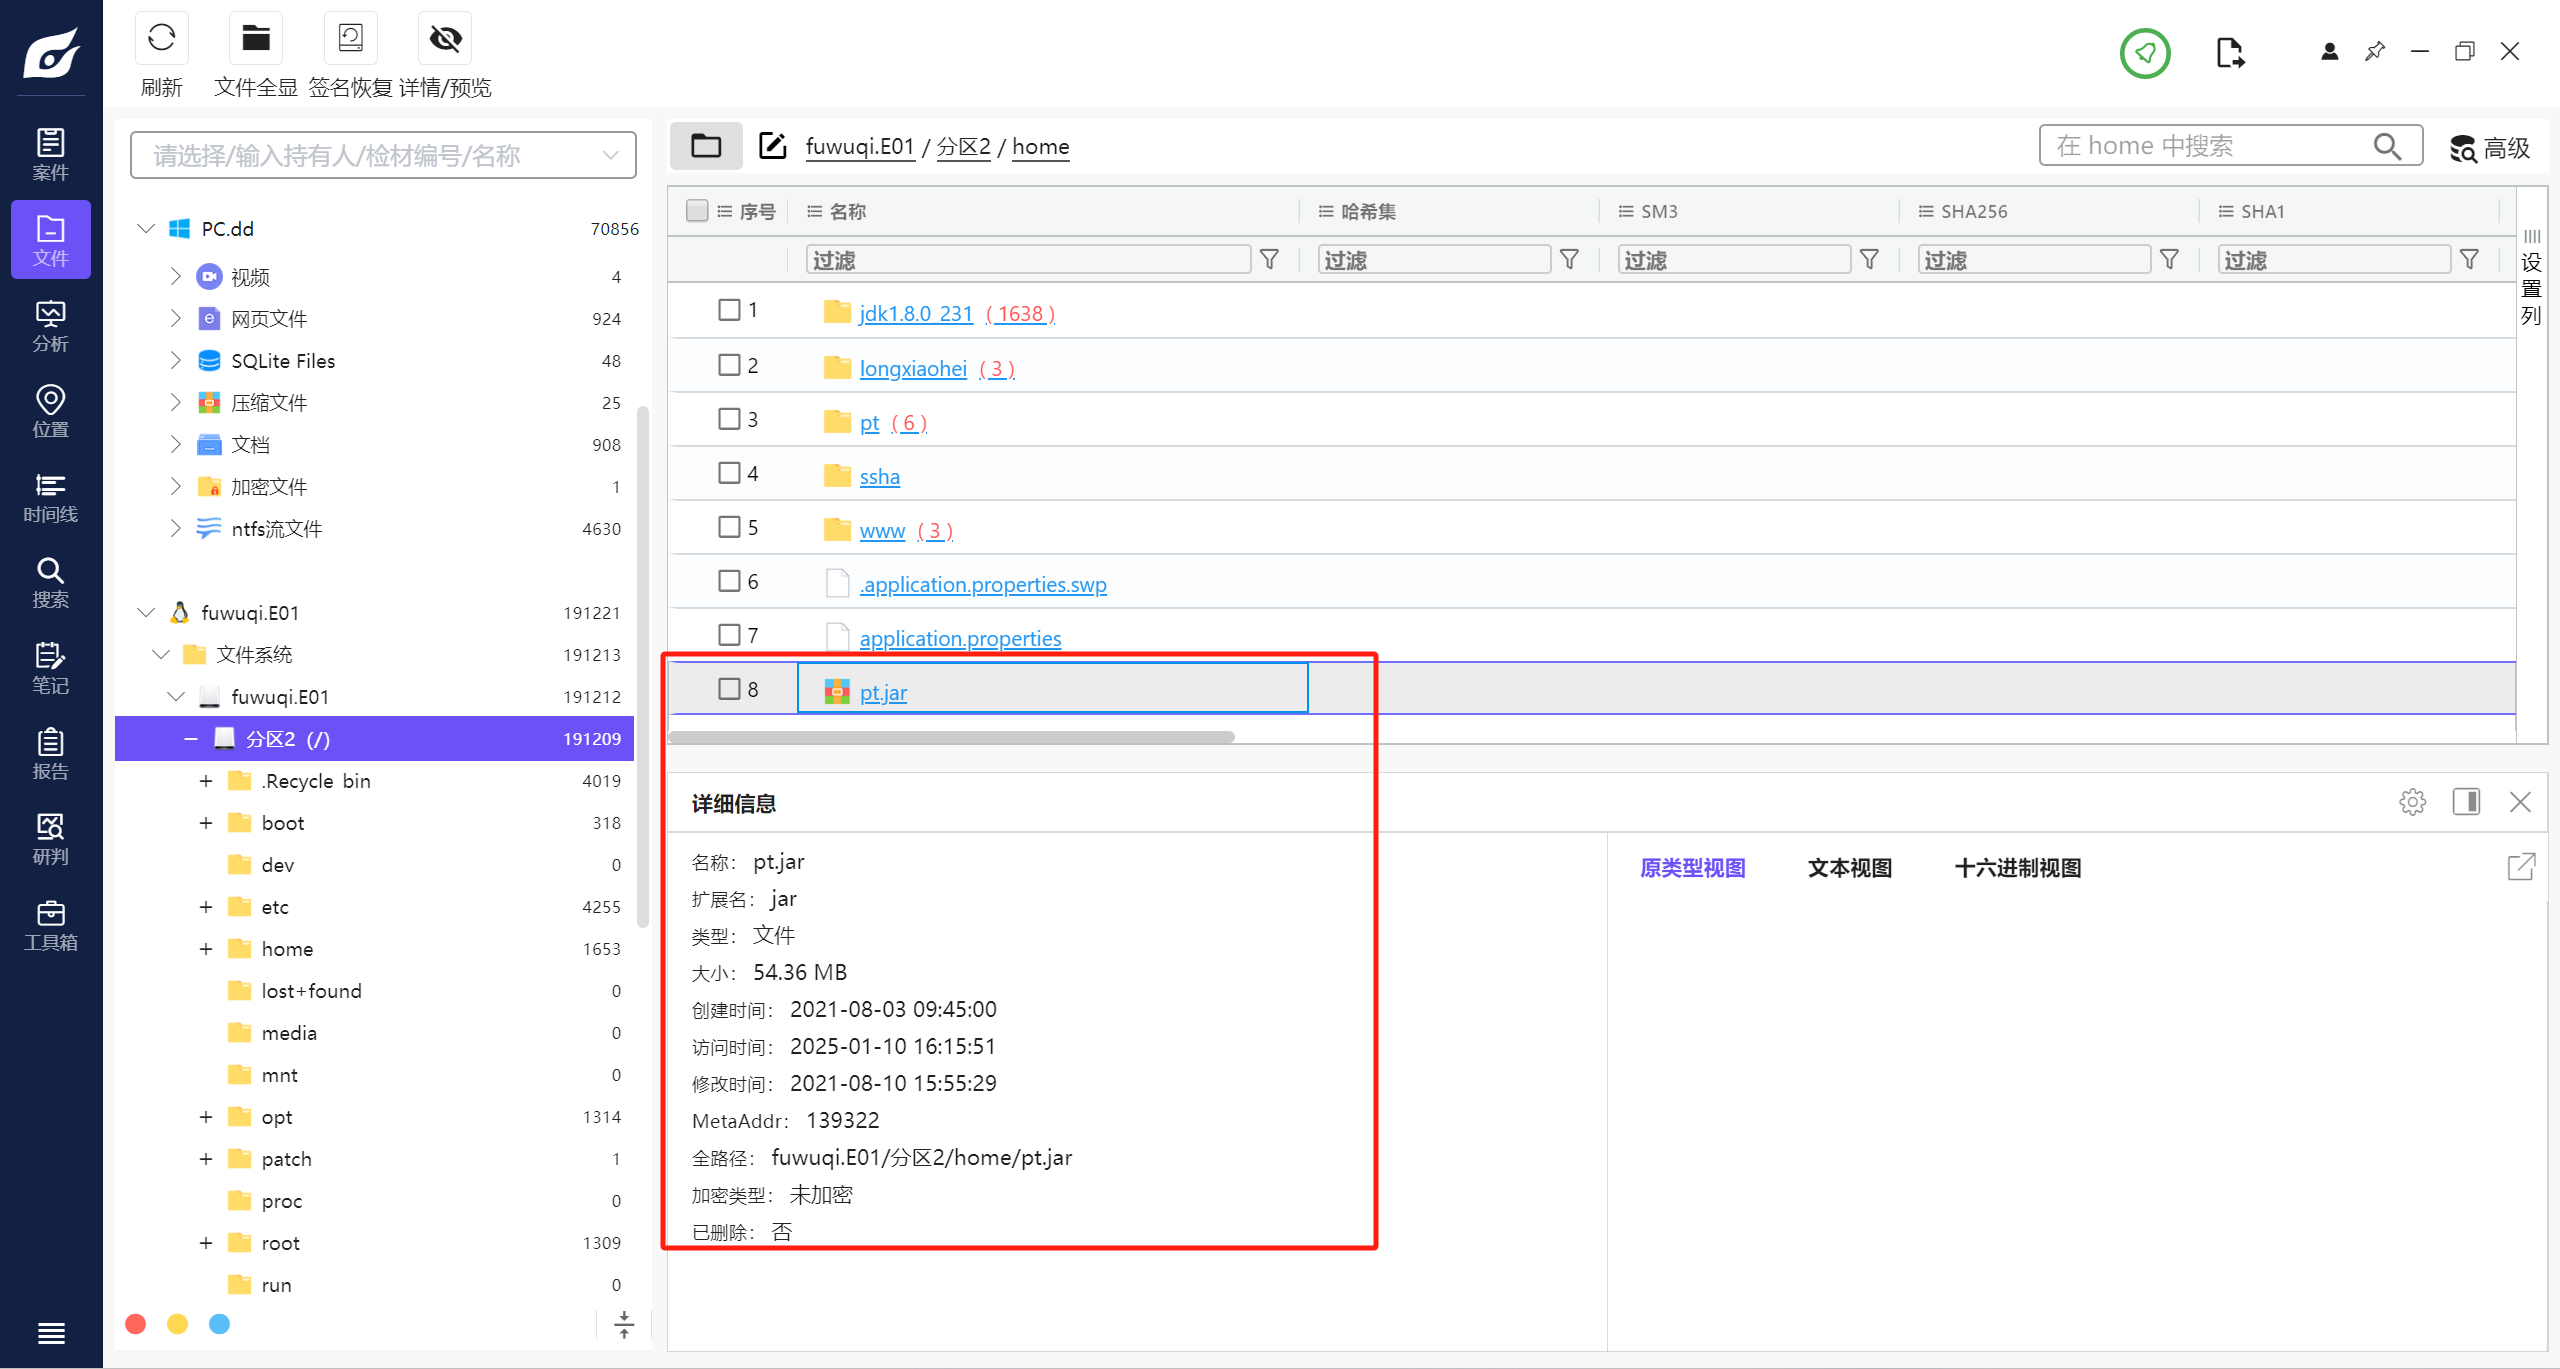 刷新
文件全显
签名恢复
详情/预览
案件
文件
分析
位置
时间线
搜索
笔记
报告
研判
工具箱
请选择/输入持有人/检材编号/名称
PC.dd 70856
视频 4
网页文件 924
SQLite Files 48
压缩文件 25
文档 908
加密文件 1
ntfs流文件 4630
fuwuqi.E01 191221
文件系统 191213
fuwuqi.E01 191212
分区2 (/) 191209
.Recycle bin 4019
boot 318
dev 0
etc 4255
home 1653
lost+found 0
media 0
mnt 0
opt 1314
patch 1
proc 0
root 1309
run 0
fuwuqi.E01 / 分区2 / home
在 home 中搜索
高级
序号 名称 哈希集 SM3 SHA256 SHA1
过滤 过滤 过滤 过滤 过滤
设置列
1 jdk1.8.0_231 ( 1638 )
2 longxiaohei ( 3 )
3 pt ( 6 )
4 ssha
5 www ( 3 )
6 .application.properties.swp
7 application.properties
8 pt.jar
详细信息
名称: pt.jar
扩展名: jar
类型: 文件
大小: 54.36 MB
创建时间: 2021-08-03 09:45:00
访问时间: 2025-01-10 16:15:51
修改时间: 2021-08-10 15:55:29
MetaAddr: 139322
全路径: fuwuqi.E01/分区2/home/pt.jar
加密类型: 未加密
已删除: 否
原类型视图
文本视图
十六进制视图